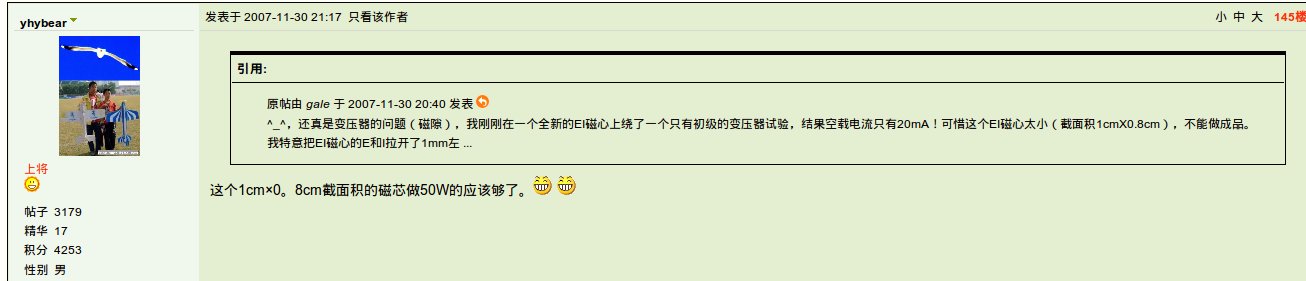 yhybear
发表于 2007-11-30 21:17 只看该作者
小 中 大 145楼
引用:
原帖由 gale 于 2007-11-30 20:40 发表
^_^，还真是变压器的问题（磁隙），我刚刚在一个全新的EI磁心上绕了一个只有初级的变压器试验，结果空载电流只有20mA！可惜这个EI磁心太小（截面积1cmX0.8cm），不能做成品。
我特意把EI磁心的E和I拉开了1mm左 ...
这个1cm×0。8cm截面积的磁芯做50W的应该够了。
上将
帖子 3179
精华 17
积分 4253
性别 男